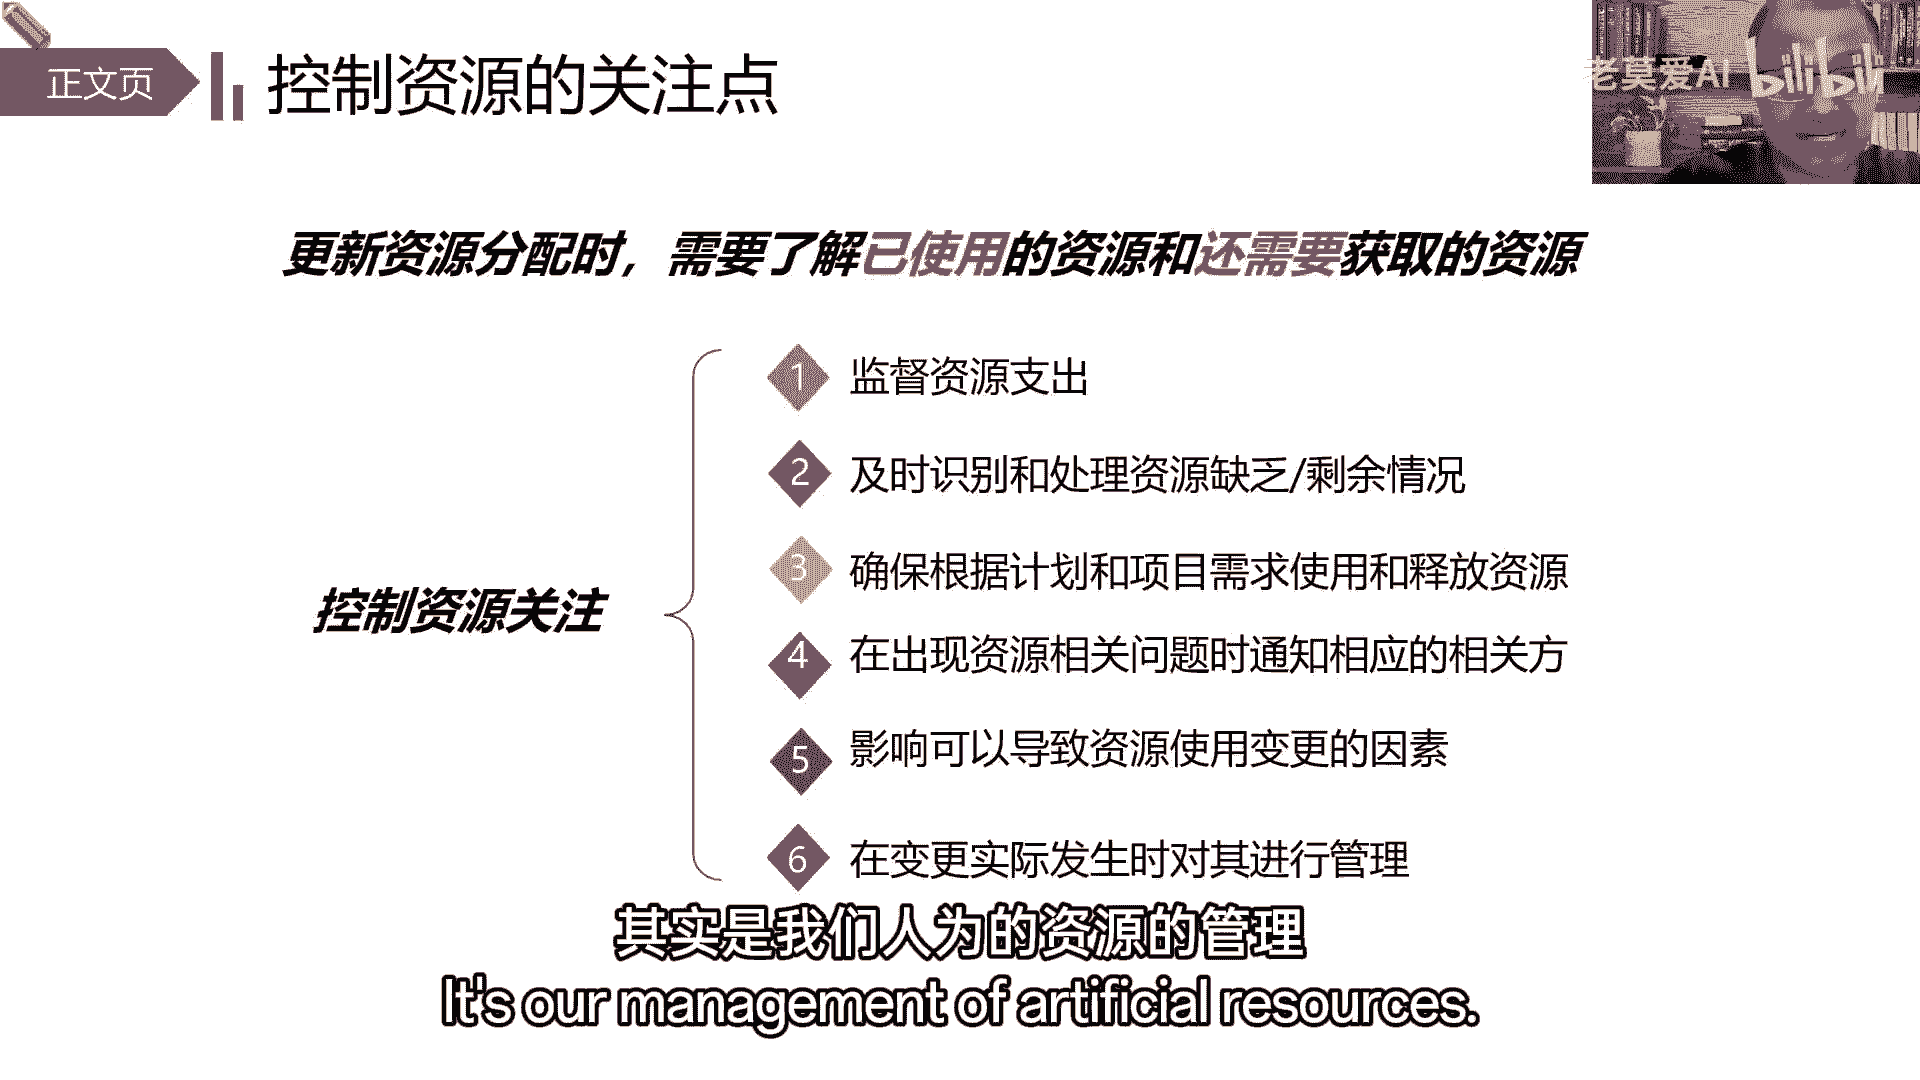 正文页
控制资源的关注点
老莫爱AI
bilibili
更新资源分配时，需要了解已使用的资源和还需要获取的资源
控制资源关注
1 监督资源支出
2 及时识别和处理资源缺乏/剩余情况
3 确保根据计划和项目需求使用和释放资源
4 在出现资源相关问题时通知相应的相关方
5 影响可以导致资源使用变更的因素
6 在变更实际发生时对其进行管理
其实是我们人为的资源的管理
It's our management of artificial resources.